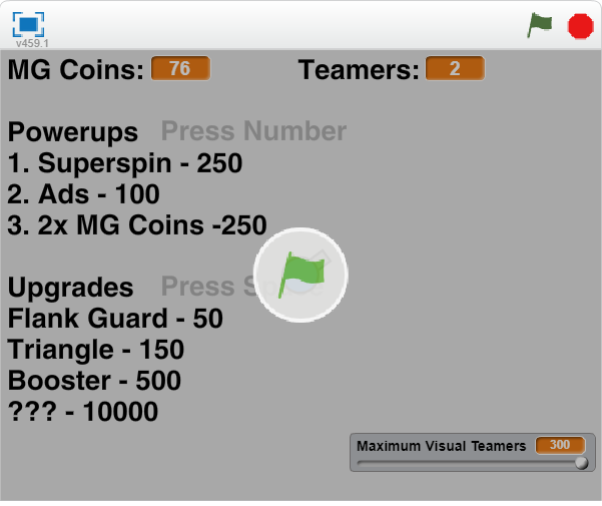 v459.1
MG Coins: 76 Teamers: 2
Powerups Press Number
1. Superspin - 250
2. Ads - 100
3. 2x MG Coins -250
Upgrades Press
Flank Guard - 50
Triangle - 150
Booster - 500
??? - 10000
Maximum Visual Teamers 300